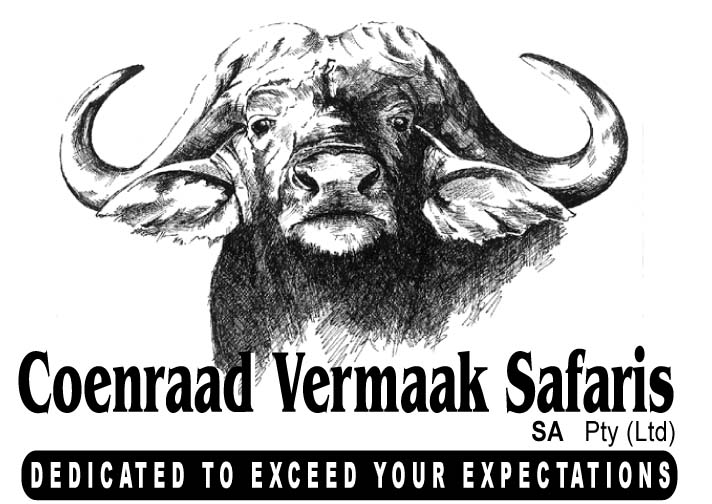 Coenraad Vermaak Safaris
SA Pty (Ltd)
DEDICATED TO EXCEED YOUR EXPECTATIONS